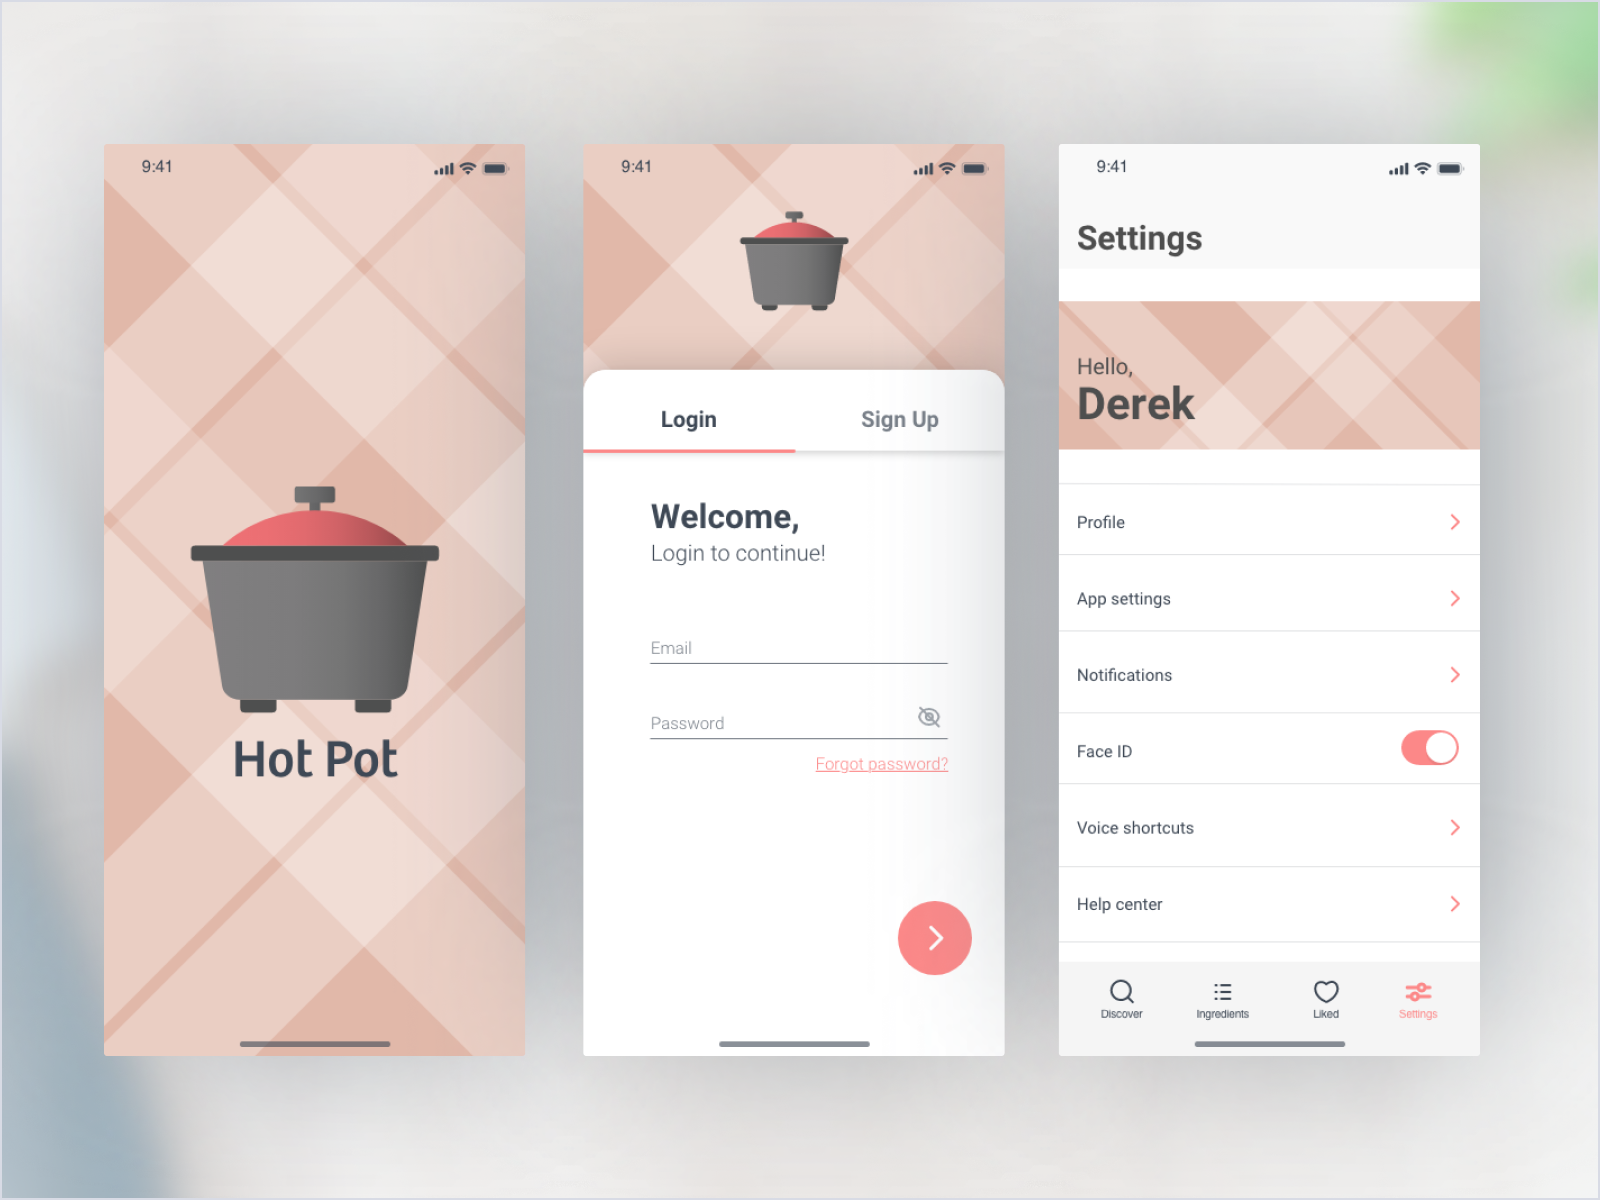 9:41
Hot Pot
9:41
Login
Sign Up
Welcome,
Login to continue!
Email
Password
Forgot password?
9:41
Settings
Hello,
Derek
Profile
App settings
Notifications
Face ID
Voice shortcuts
Help center
Discover
Ingredients
Liked
Settings